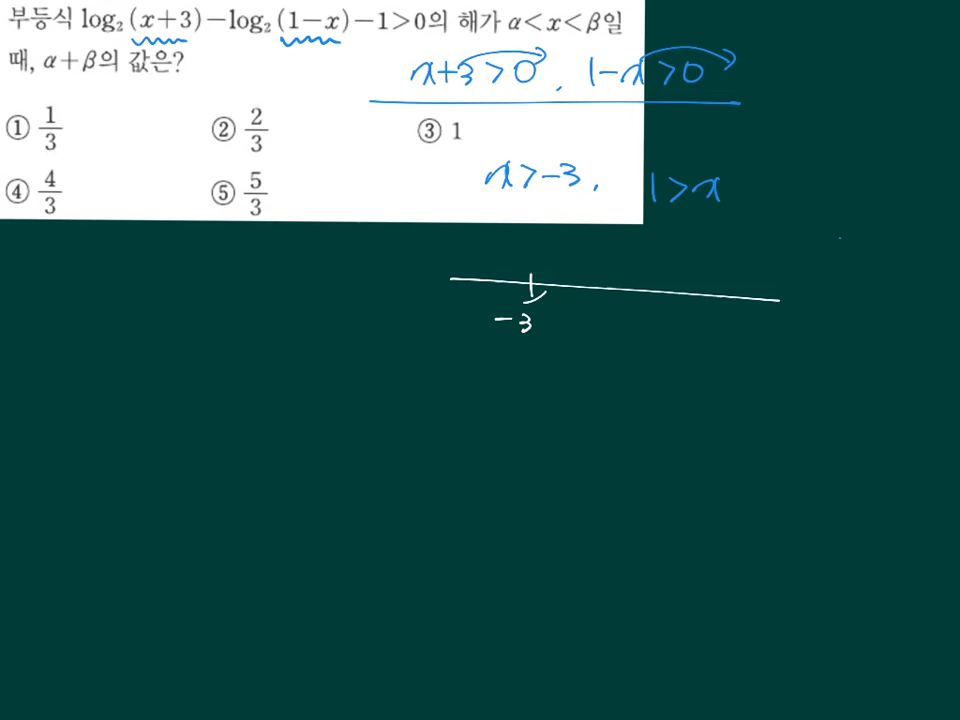 부등식 log₂(x+3)−log₂(1−x)−1>0의 해가 α<x<β일
때, α+β의 값은?
x+3>0, 1−x>0
① 1/3 ② 2/3 ③ 1
x>−3, 1>x
④ 4/3 ⑤ 5/3
−3